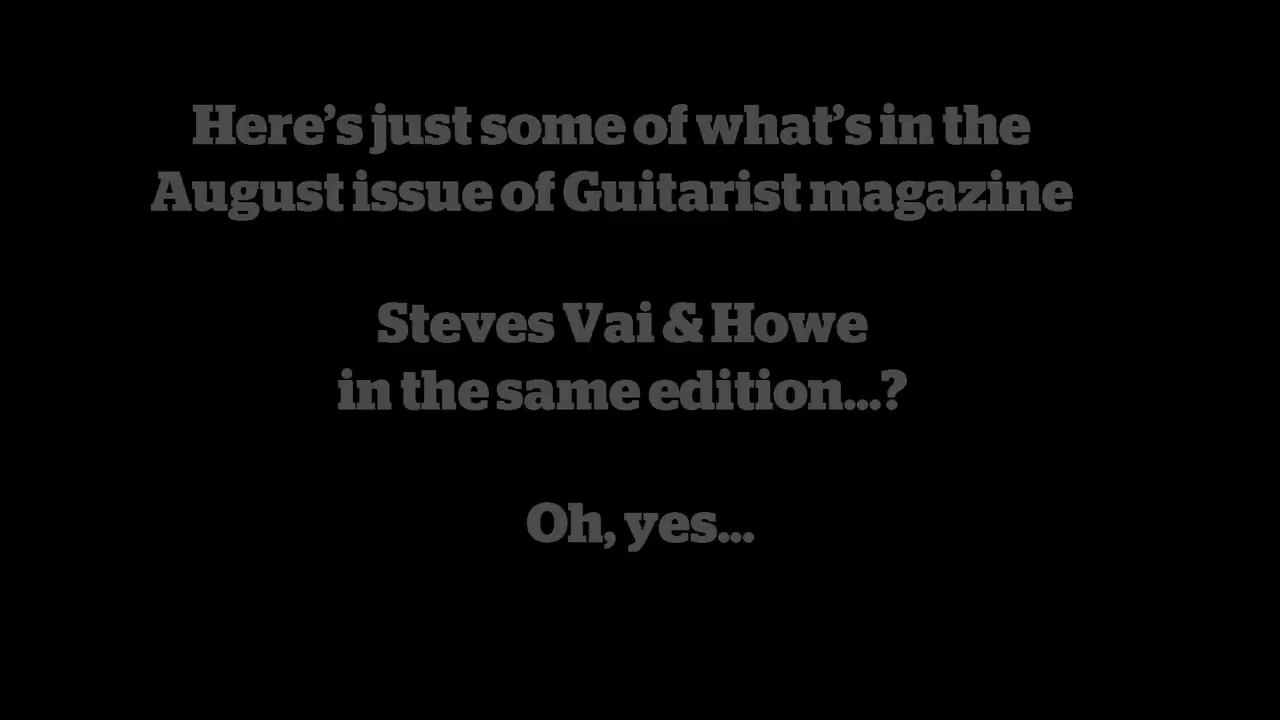 Here’s just some of what’s in the
August issue of Guitarist magazine
Steves Vai & Howe
in the same edition...?
Oh, yes...